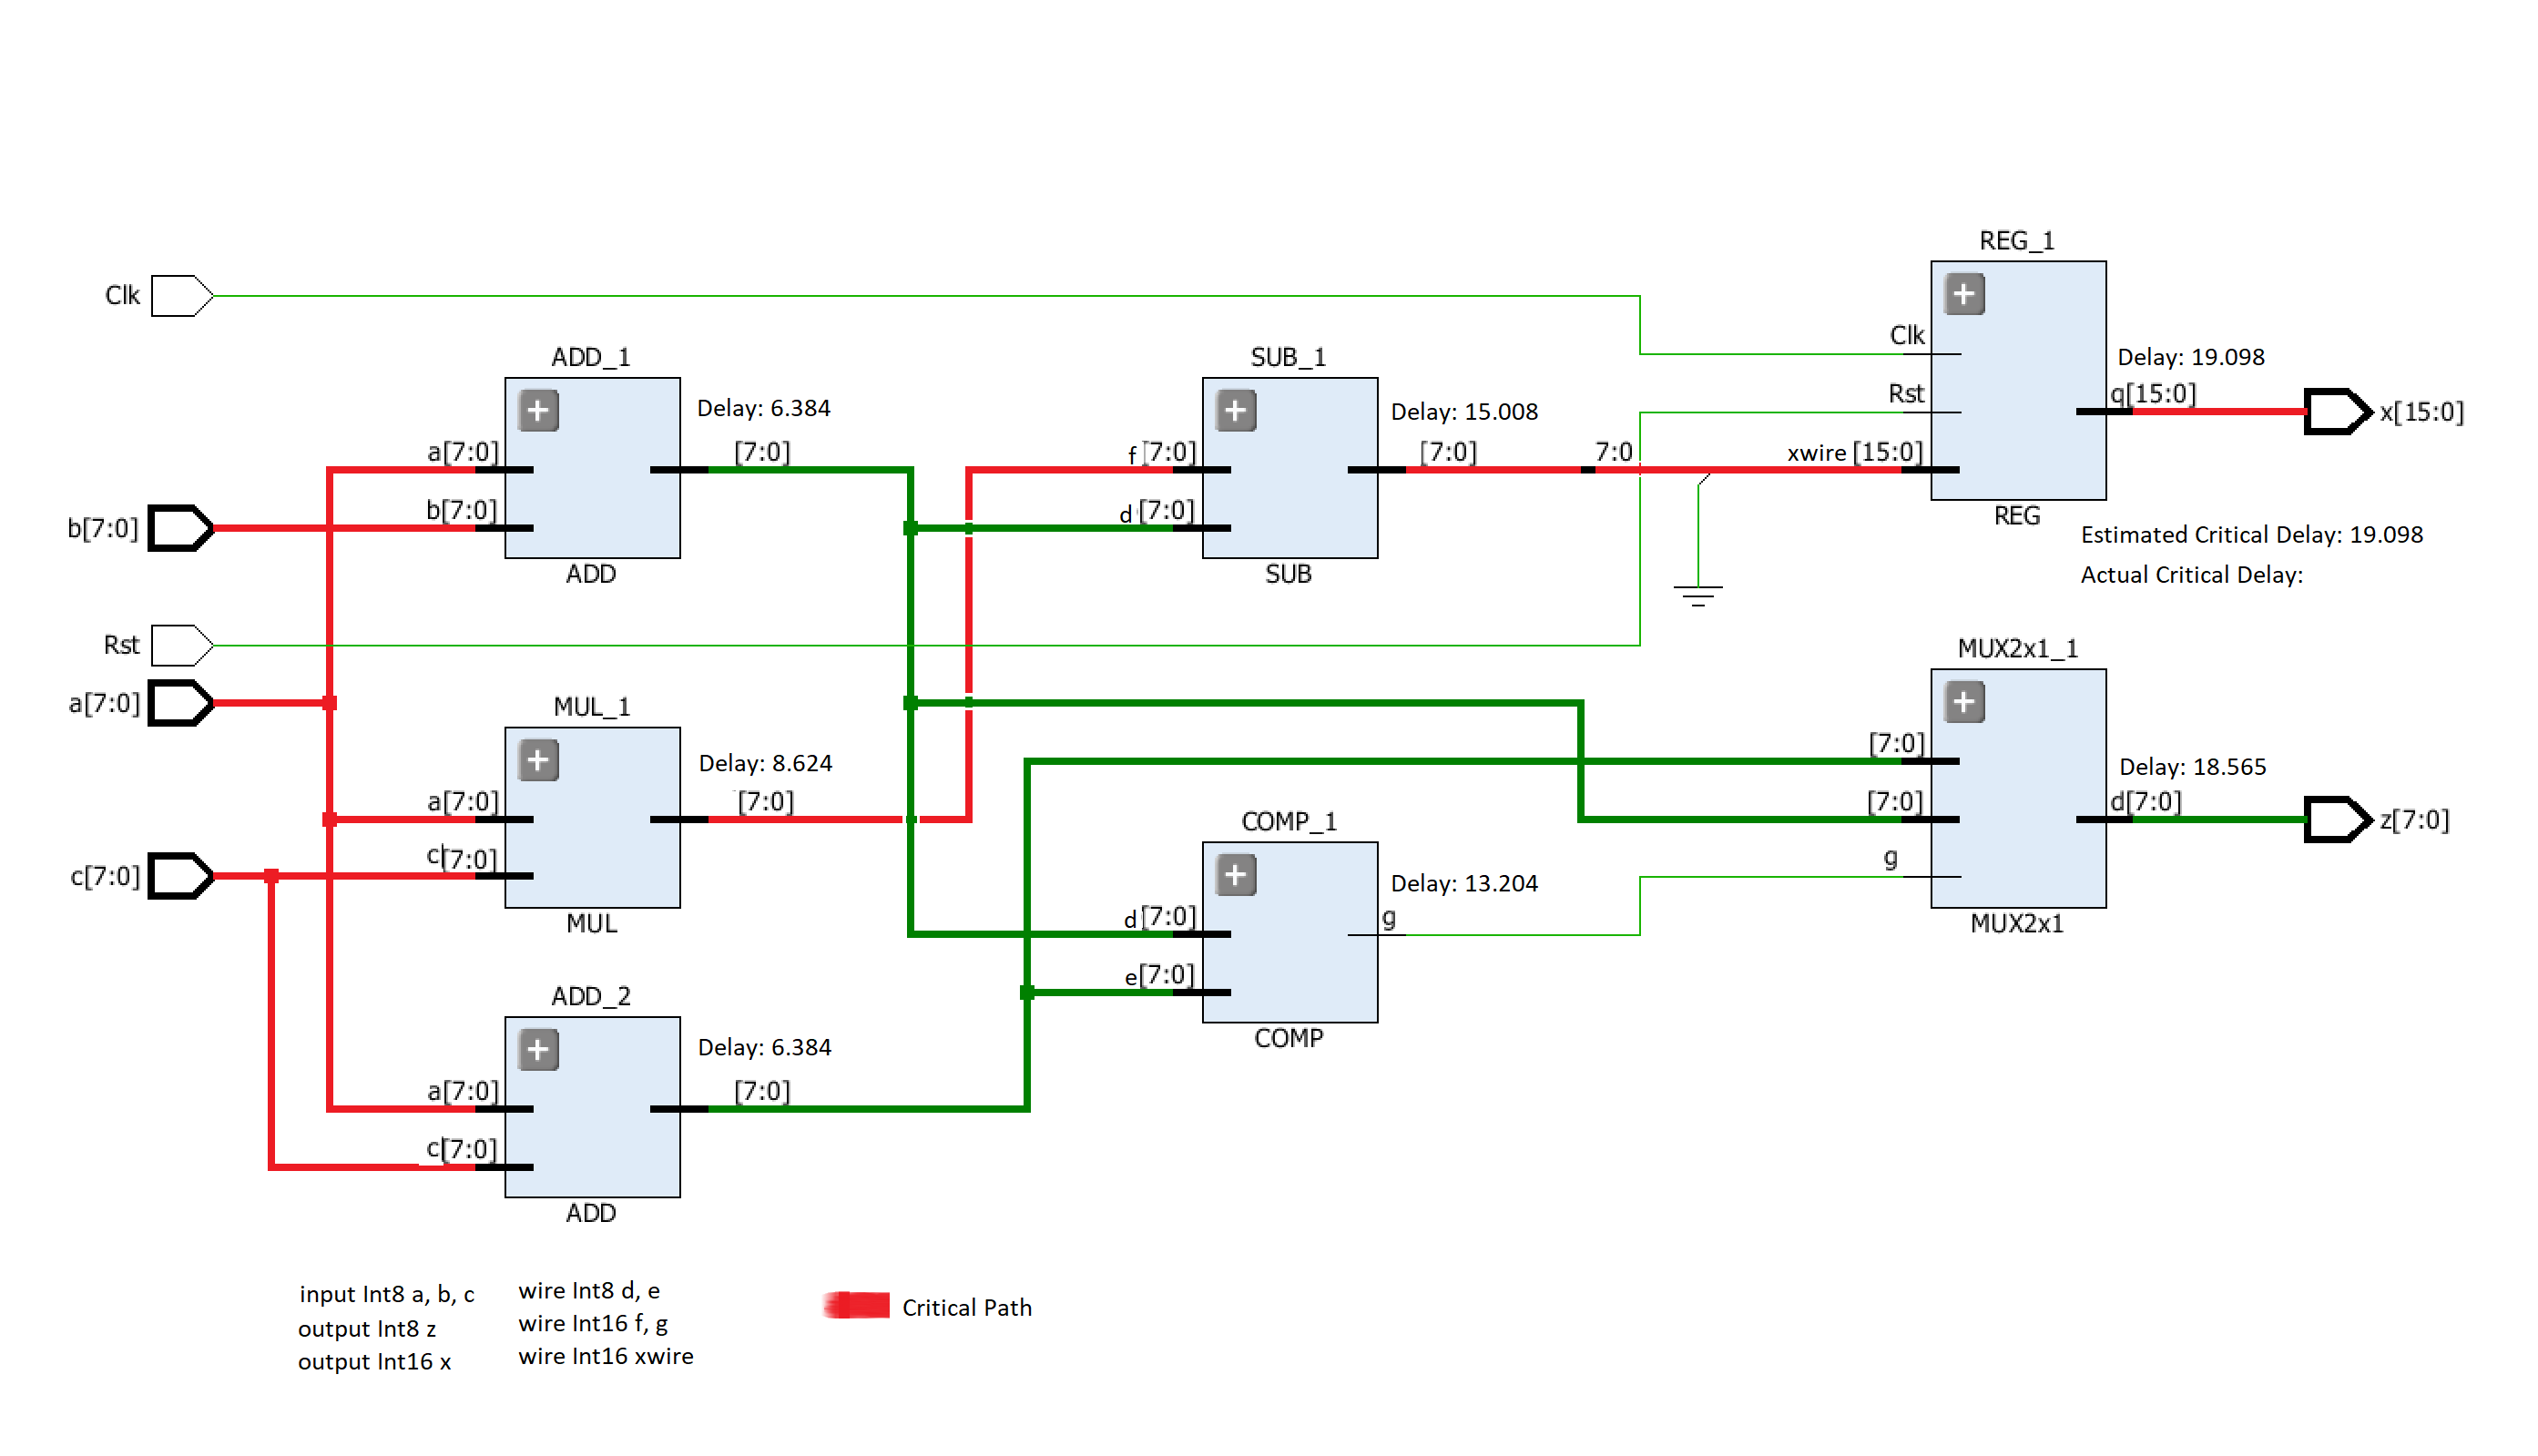 REG_1
Clk
Clk
ADD_1
SUB_1
Delay: 19.098
Rst
q[15:0]
x[15:0]
Delay: 6.384
Delay: 15.008
a[7:0]
[7:0]
f [7:0]
[7:0]
7:0
xwire [15:0]
b[7:0]
b[7:0]
d [7:0]
REG
Estimated Critical Delay: 19.098
ADD
SUB
Actual Critical Delay:
Rst
MUX2x1_1
a[7:0]
MUL_1
[7:0]
Delay: 8.624
Delay: 18.565
a[7:0]
[7:0]
[7:0]
d[7:0]
z[7:0]
COMP_1
c[7:0]
c[7:0]
g
Delay: 13.204
MUL
d [7:0]
g
MUX2x1
e[7:0]
ADD_2
COMP
Delay: 6.384
a[7:0]
[7:0]
c[7:0]
ADD
input Int8 a, b, c
output Int8 z
output Int16 x
wire Int8 d, e
wire Int16 f, g
wire Int16 xwire
Critical Path